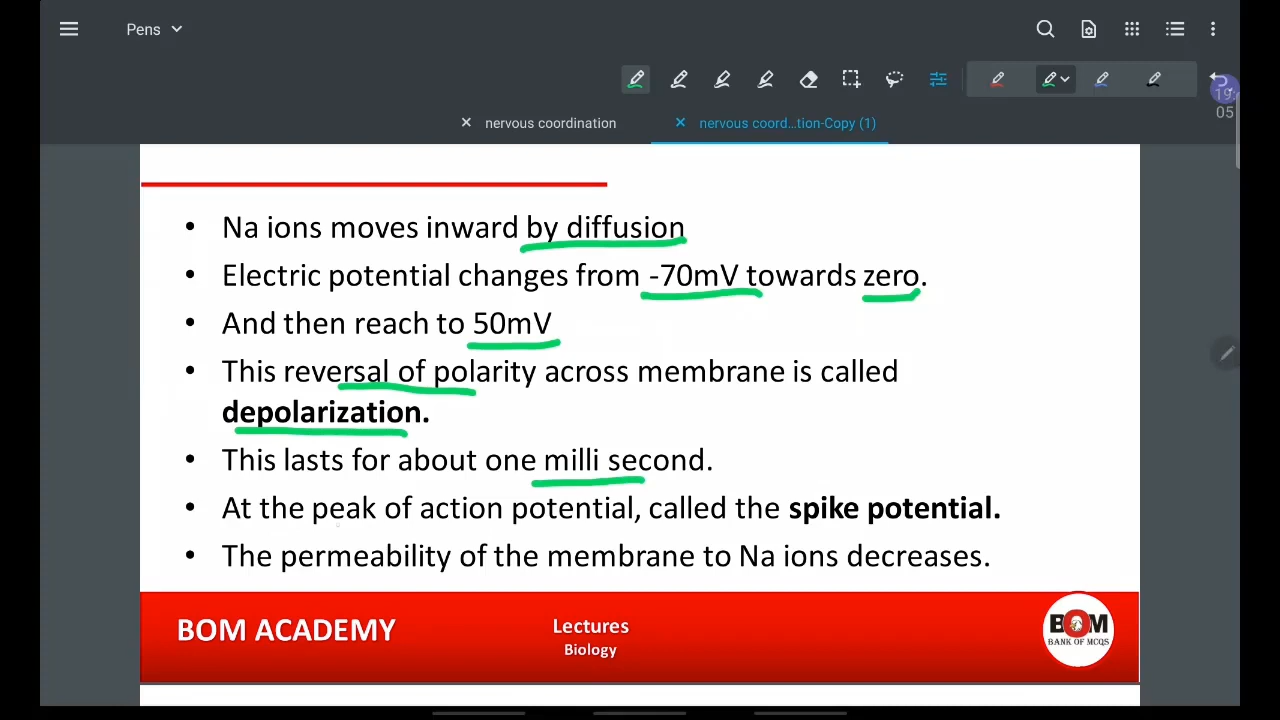 Pens
19:
05
nervous coordination
nervous coord...tion-Copy (1)
• Na ions moves inward by diffusion
• Electric potential changes from -70mV towards zero.
• And then reach to 50mV
• This reversal of polarity across membrane is called
depolarization.
• This lasts for about one milli second.
• At the peak of action potential, called the spike potential.
• The permeability of the membrane to Na ions decreases.
BOM ACADEMY
Lectures
Biology
BOM
BANK OF MCQS